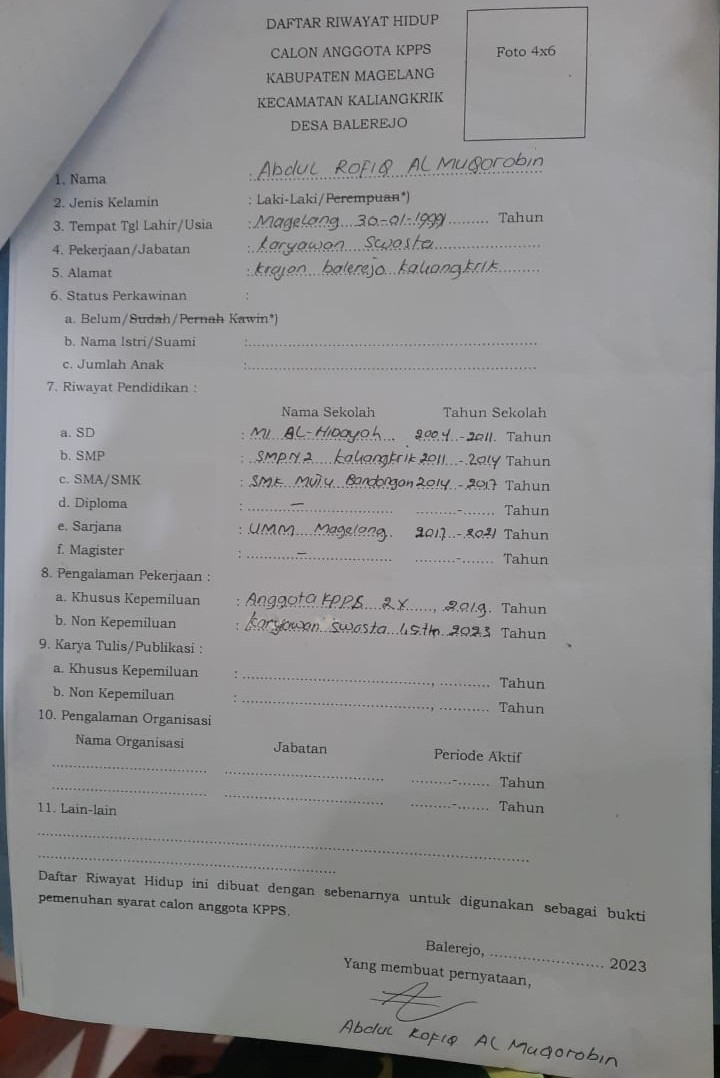 DAFTAR RIWAYAT HIDUP
CALON ANGGOTA KPPS
KABUPATEN MAGELANG
KECAMATAN KALIANGKRIK
DESA BALEREJO
Foto 4x6
1. Nama : Abdul ROFIQ AL MUQorobin
2. Jenis Kelamin : Laki-Laki/Perempuan*)
3. Tempat Tgl Lahir/Usia : Magelang 30-01-1999 ......... Tahun
4. Pekerjaan/Jabatan : karyawan Swasta
5. Alamat : krajan balerejo kaliangkrik
6. Status Perkawinan :
a. Belum/Sudah/Pernah Kawin*)
b. Nama Istri/Suami :
c. Jumlah Anak :
7. Riwayat Pendidikan :
Nama Sekolah Tahun Sekolah
a. SD : MI AL-Hidayah 2004 - 2011 Tahun
b. SMP : SMPN 2 kaliangkrik 2011 - 2014 Tahun
c. SMA/SMK : SMK MUI4 Bandongan 2014 - 2017 Tahun
d. Diploma : – ..........-....... Tahun
e. Sarjana : UMM Magelang 2017 - 2021 Tahun
f. Magister : – ..........-....... Tahun
8. Pengalaman Pekerjaan :
a. Khusus Kepemiluan : Anggota KPPS 2x ....., 2019. Tahun
b. Non Kepemiluan : karyawan swasta 1,5th 2023 Tahun
9. Karya Tulis/Publikasi :
a. Khusus Kepemiluan : ........................, ........... Tahun
b. Non Kepemiluan : ........................, ........... Tahun
10. Pengalaman Organisasi
Nama Organisasi Jabatan Periode Aktif
..........-....... Tahun
..........-....... Tahun
11. Lain-lain
Daftar Riwayat Hidup ini dibuat dengan sebenarnya untuk digunakan sebagai bukti
pemenuhan syarat calon anggota KPPS.
Balerejo, ........................ 2023
Yang membuat pernyataan,
Abdul ROFIQ AL Muqorobin